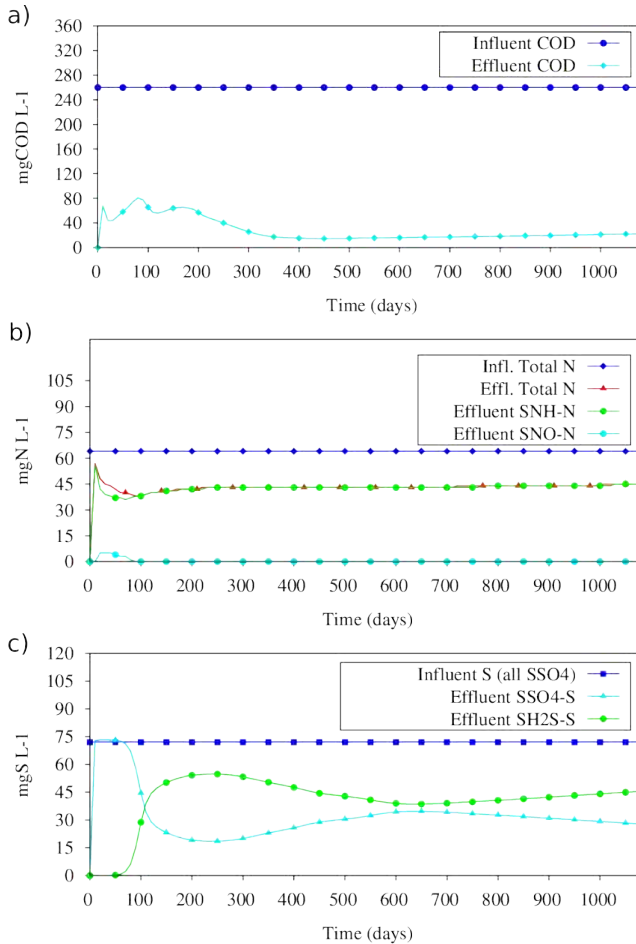 a)
360
320
280
240
200
160
120
80
40
0
mgCOD L-1
Influent COD
Effluent COD
0 100 200 300 400 500 600 700 800 900 1000
Time (days)
b)
105
90
75
60
45
30
15
0
mgN L-1
Infl. Total N
Effl. Total N
Effluent SNH-N
Effluent SNO-N
0 100 200 300 400 500 600 700 800 900 1000
Time (days)
c)
120
105
90
75
60
45
30
15
0
mgS L-1
Influent S (all SSO4)
Effluent SSO4-S
Effluent SH2S-S
0 100 200 300 400 500 600 700 800 900 1000
Time (days)